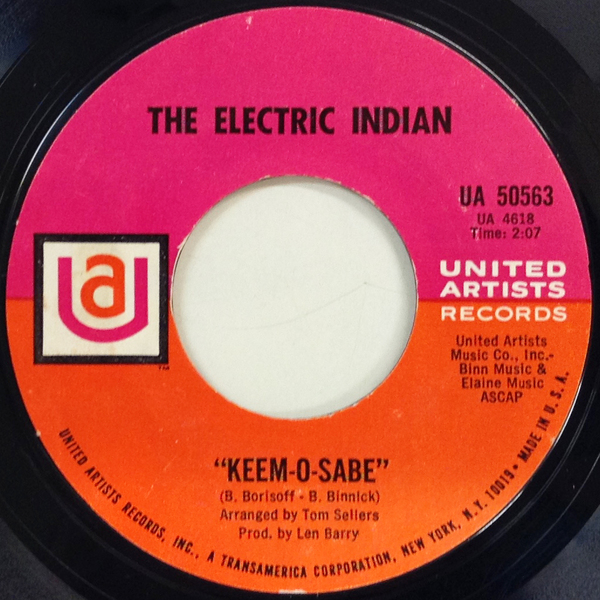 THE ELECTRIC INDIAN
UA 50563
UA 4618
Time: 2:07
ua
TM
UNITED
ARTISTS
RECORDS
United Artists
Music Co., Inc.-
Binn Music &
Elaine Music
ASCAP
"KEEM-O-SABE"
(B. Borisoff - B. Binnick)
Arranged by Tom Sellers
Prod. by Len Barry
UNITED ARTISTS RECORDS, INC., A TRANSAMERICA CORPORATION, NEW YORK, N.Y. 10019 • MADE IN U.S.A.